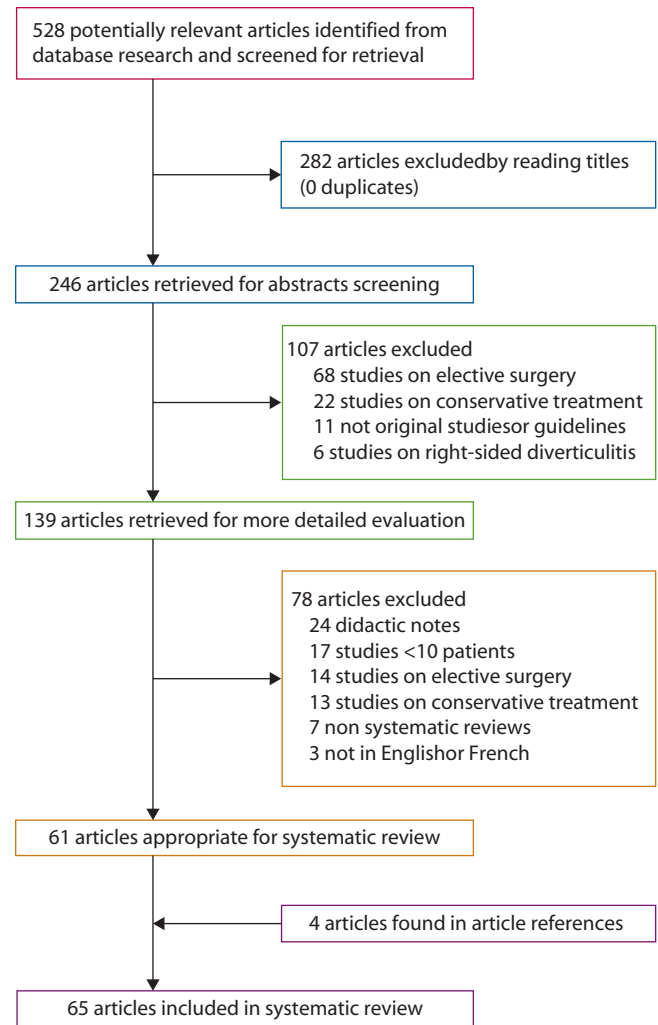 528 potentially relevant articles identified from
database research and screened for retrieval
282 articles excludedby reading titles
(0 duplicates)
246 articles retrieved for abstracts screening
107 articles excluded
68 studies on elective surgery
22 studies on conservative treatment
11 not original studiesor guidelines
6 studies on right-sided diverticulitis
139 articles retrieved for more detailed evaluation
78 articles excluded
24 didactic notes
17 studies <10 patients
14 studies on elective surgery
13 studies on conservative treatment
7 non systematic reviews
3 not in Englishor French
61 articles appropriate for systematic review
4 articles found in article references
65 articles included in systematic review